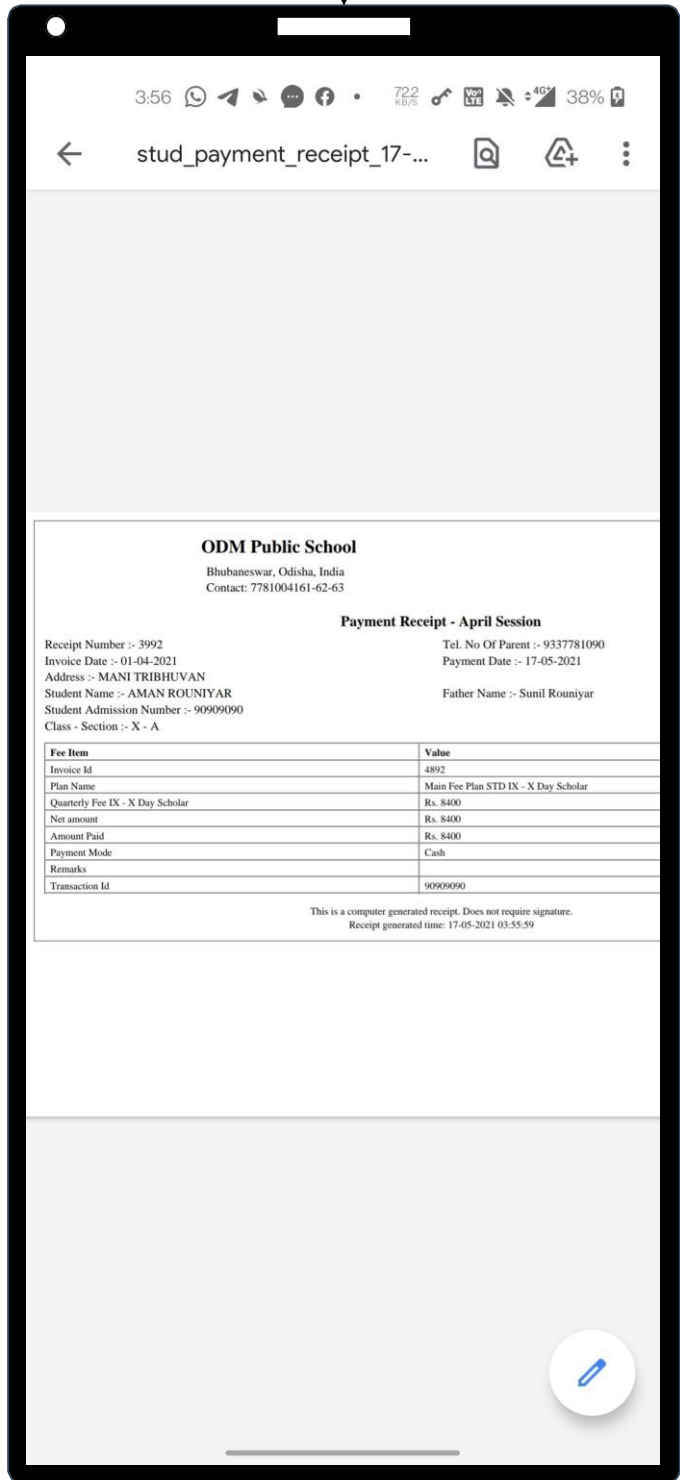 3:56 722 KB/S VoLTE 4G+ 38%
stud_payment_receipt_17-...
ODM Public School
Bhubaneswar, Odisha, India
Contact: 7781004161-62-63
Payment Receipt - April Session
Receipt Number :- 3992 Tel. No Of Parent :- 9337781090
Invoice Date :- 01-04-2021 Payment Date :- 17-05-2021
Address :- MANI TRIBHUVAN
Student Name :- AMAN ROUNIYAR Father Name :- Sunil Rouniyar
Student Admission Number :- 90909090
Class - Section :- X - A
Fee Item Value
Invoice Id 4892
Plan Name Main Fee Plan STD IX - X Day Scholar
Quarterly Fee IX - X Day Scholar Rs. 8400
Net amount Rs. 8400
Amount Paid Rs. 8400
Payment Mode Cash
Remarks
Transaction Id 90909090
This is a computer generated receipt. Does not require signature.
Receipt generated time: 17-05-2021 03:55:59